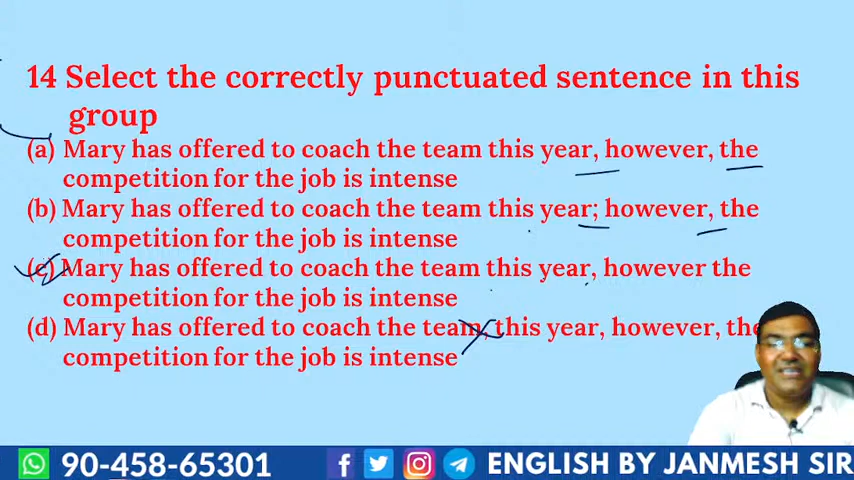 14 Select the correctly punctuated sentence in this
group
(a) Mary has offered to coach the team this year, however, the
competition for the job is intense
(b) Mary has offered to coach the team this year; however, the
competition for the job is intense
(c) Mary has offered to coach the team this year, however the
competition for the job is intense
(d) Mary has offered to coach the team, this year, however, the
competition for the job is intense
90-458-65301 ENGLISH BY JANMESH SIR